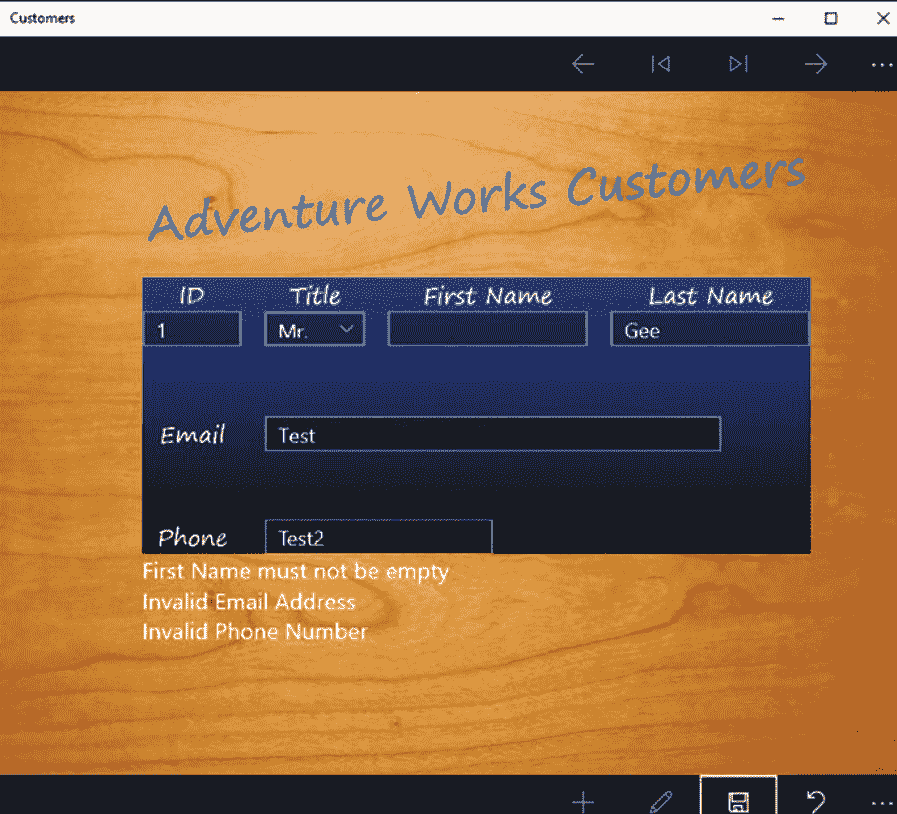 Customers
Adventure Works Customers
ID Title First Name Last Name
1 Mr. Gee
Email Test
Phone Test2
First Name must not be empty
Invalid Email Address
Invalid Phone Number